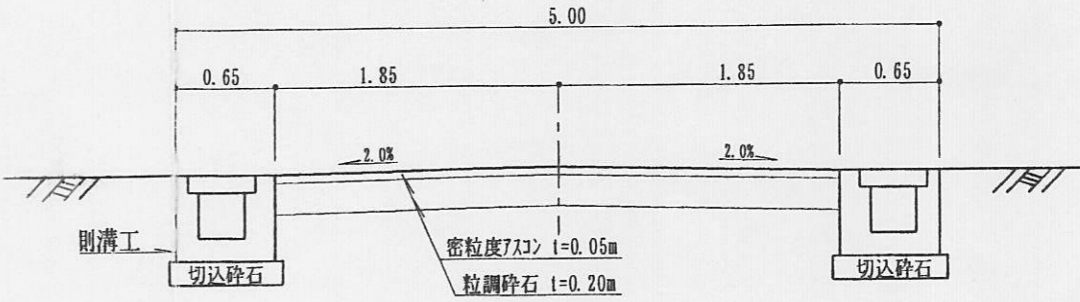 5.00
0.65 1.85 1.85 0.65
2.0% 2.0%
則溝工
密粒度アスコン t=0.05m
切込砕石 切込砕石
粒調砕石 t=0.20m